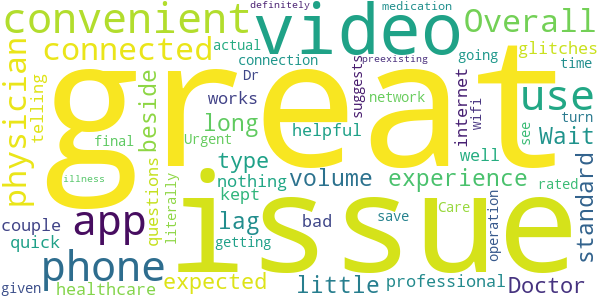 definitely
medication
convenient
video
Overall
connected
actual
going
glitches
connection
suggests
preexisting
time
physician
telling
beside
great
Dr
works
network
internet
Wifi
use
long
helpful
see
turn
final
Urgent
Wait
type
well
standard
questions
literally
illness
nothing
volume
experience
rated
kept
issue
app
lag
bad
save
Care
operation
couple
quick
getting
phone
little
professional
Doctor
given
healthcare
expected